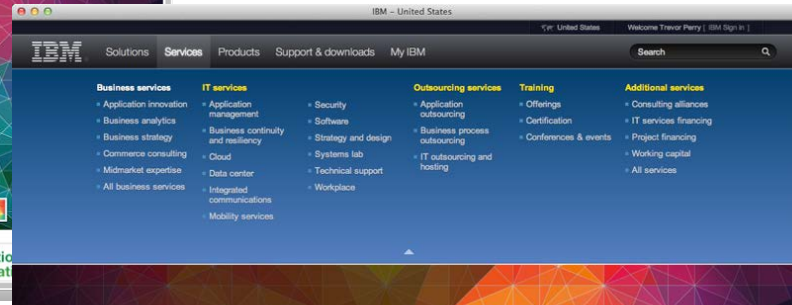 IBM – United States
United States
Welcome Trevor Perry [ IBM Sign in ]
IBM
Solutions
Services
Products
Support & downloads
My IBM
Search
Business services
Application innovation
Business analytics
Business strategy
Commerce consulting
Midmarket expertise
All business services
IT services
Application
management
Business continuity
and resiliency
Cloud
Data center
Integrated
communications
Mobility services
Security
Software
Strategy and design
Systems lab
Technical support
Workplace
Outsourcing services
Application
outsourcing
Business process
outsourcing
IT outsourcing and
hosting
Training
Offerings
Certification
Conferences & events
Additional services
Consulting alliances
IT services financing
Project financing
Working capital
All services